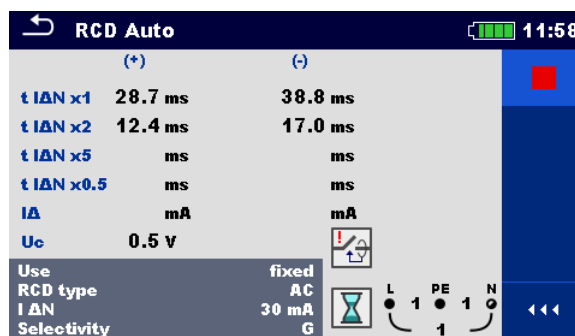 RCD Auto 11:58
(+) (-)
t IΔN x1 28.7 ms 38.8 ms
t IΔN x2 12.4 ms 17.0 ms
t IΔN x5 ms ms
t IΔN x0.5 ms ms
IΔ mA mA
Uc 0.5 V
Use fixed
RCD type AC
I ΔN 30 mA
Selectivity G
L PE N
1 1
1